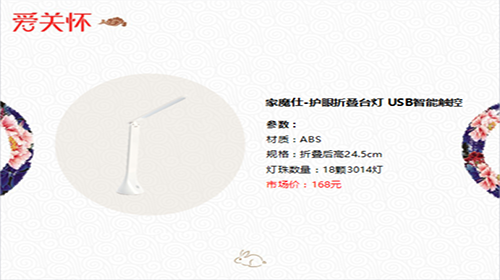 爱关怀
家魔仕-护眼折叠台灯 USB智能触控
参数：
材质：ABS
规格：折叠后高24.5cm
灯珠数量：18颗3014灯
市场价：168元